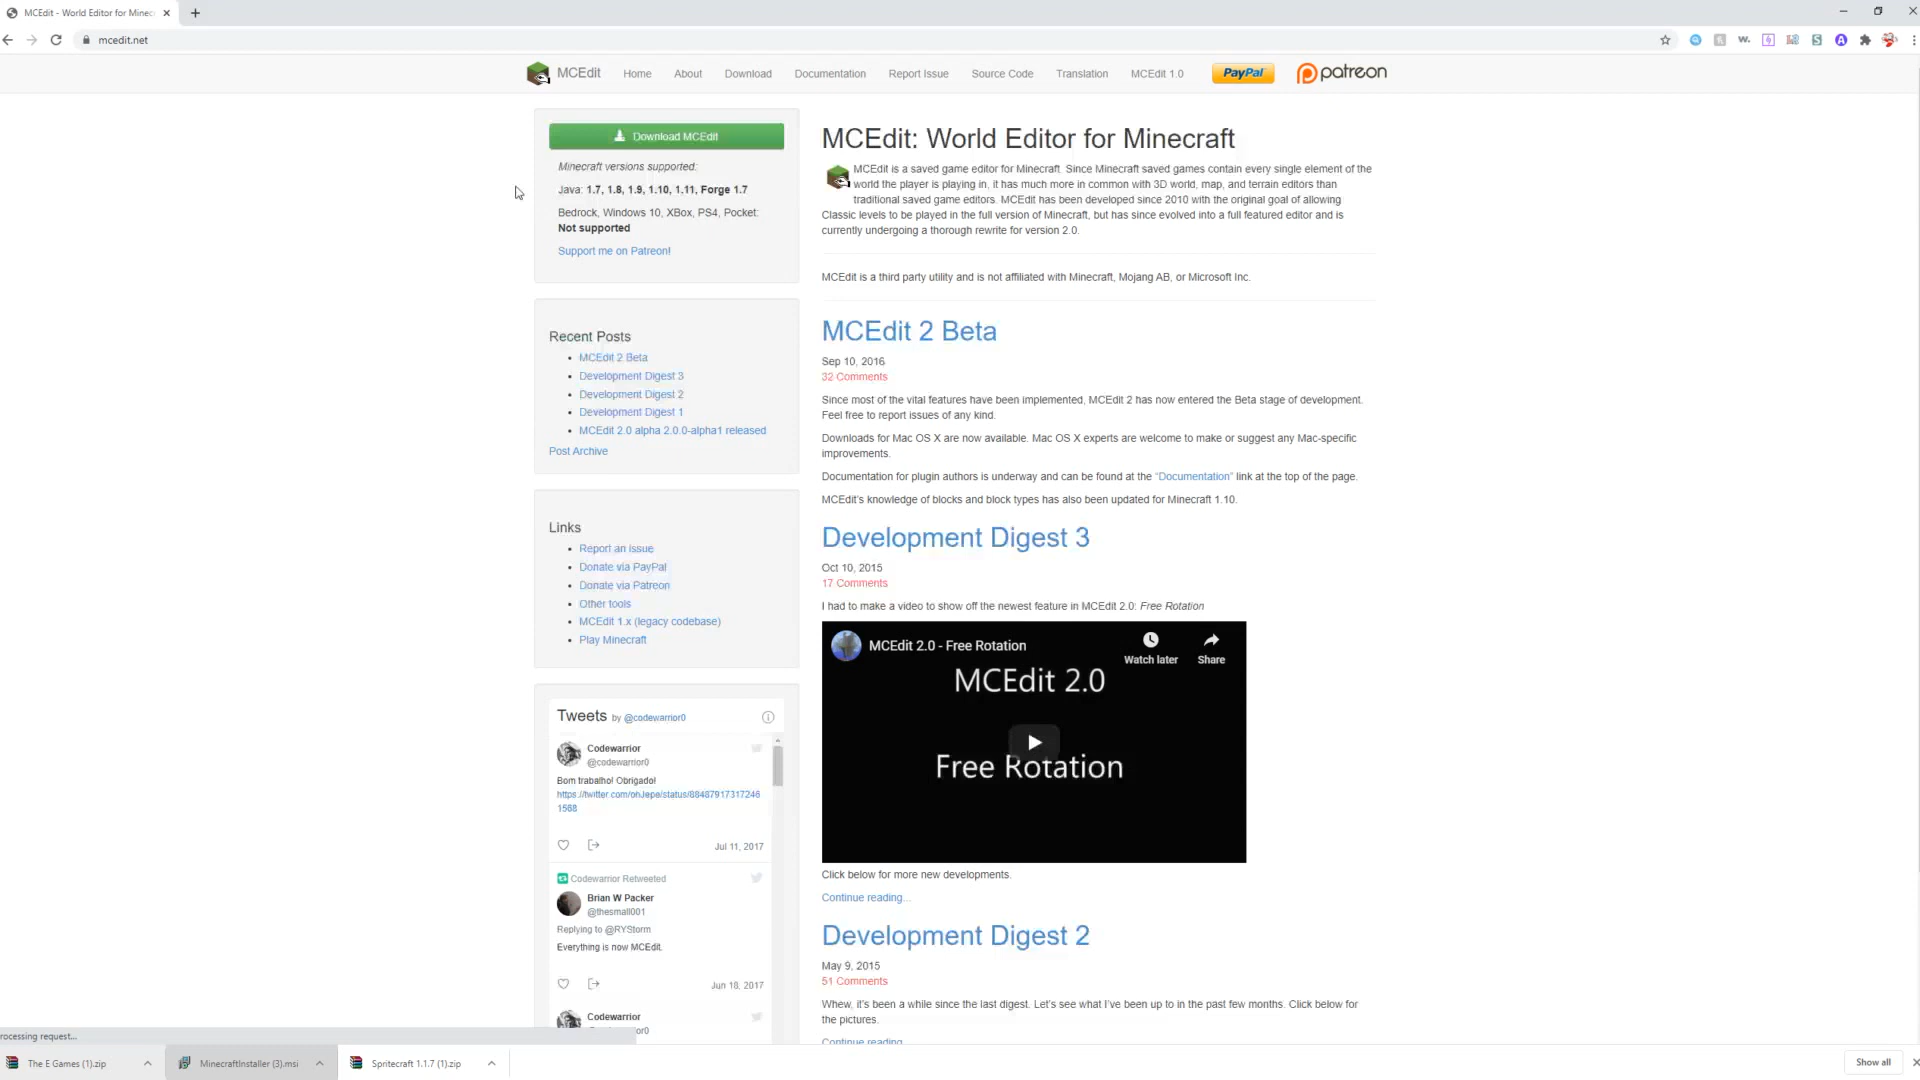 MCEdit - World Editor for Minec
mcedit.net
MCEdit Home About Download Documentation Report Issue Source Code Translation MCEdit 1.0 PayPal patreon
Download MCEdit
Minecraft versions supported:
Java: 1.7, 1.8, 1.9, 1.10, 1.11, Forge 1.7
Bedrock, Windows 10, XBox, PS4, Pocket:
Not supported
Support me on Patreon!
Recent Posts
MCEdit 2 Beta
Development Digest 3
Development Digest 2
Development Digest 1
MCEdit 2.0 alpha 2.0.0-alpha1 released
Post Archive
Links
Report an issue
Donate via PayPal
Donate via Patreon
Other tools
MCEdit 1.x (legacy codebase)
Play Minecraft
Tweets by @codewarrior0
Codewarrior
@codewarrior0
Bom trabalho! Obrigado!
https://twitter.com/ohJepe/status/88487917317246
1568
Jul 11, 2017
Codewarrior Retweeted
Brian W Packer
@thesmall001
Replying to @RYStorm
Everything is now MCEdit.
Jun 18, 2017
Codewarrior
MCEdit: World Editor for Minecraft
MCEdit is a saved game editor for Minecraft. Since Minecraft saved games contain every single element of the
world the player is playing in, it has much more in common with 3D world, map, and terrain editors than
traditional saved game editors. MCEdit has been developed since 2010 with the original goal of allowing
Classic levels to be played in the full version of Minecraft, but has since evolved into a full featured editor and is
currently undergoing a thorough rewrite for version 2.0.
MCEdit is a third party utility and is not affiliated with Minecraft, Mojang AB, or Microsoft Inc.
MCEdit 2 Beta
Sep 10, 2016
32 Comments
Since most of the vital features have been implemented, MCEdit 2 has now entered the Beta stage of development.
Feel free to report issues of any kind.
Downloads for Mac OS X are now available. Mac OS X experts are welcome to make or suggest any Mac-specific
improvements.
Documentation for plugin authors is underway and can be found at the “Documentation” link at the top of the page.
MCEdit’s knowledge of blocks and block types has also been updated for Minecraft 1.10.
Development Digest 3
Oct 10, 2015
17 Comments
I had to make a video to show off the newest feature in MCEdit 2.0: Free Rotation
MCEdit 2.0 - Free Rotation
Watch later Share
MCEdit 2.0
Free Rotation
Click below for more new developments.
Continue reading...
Development Digest 2
May 9, 2015
51 Comments
Whew, it’s been a while since the last digest. Let’s see what I’ve been up to in the past few months. Click below for
the pictures.
Continue reading
rocessing request...
The E Games (1).zip MinecraftInstaller (3).msi Spritecraft 1.1.7 (1).zip Show all